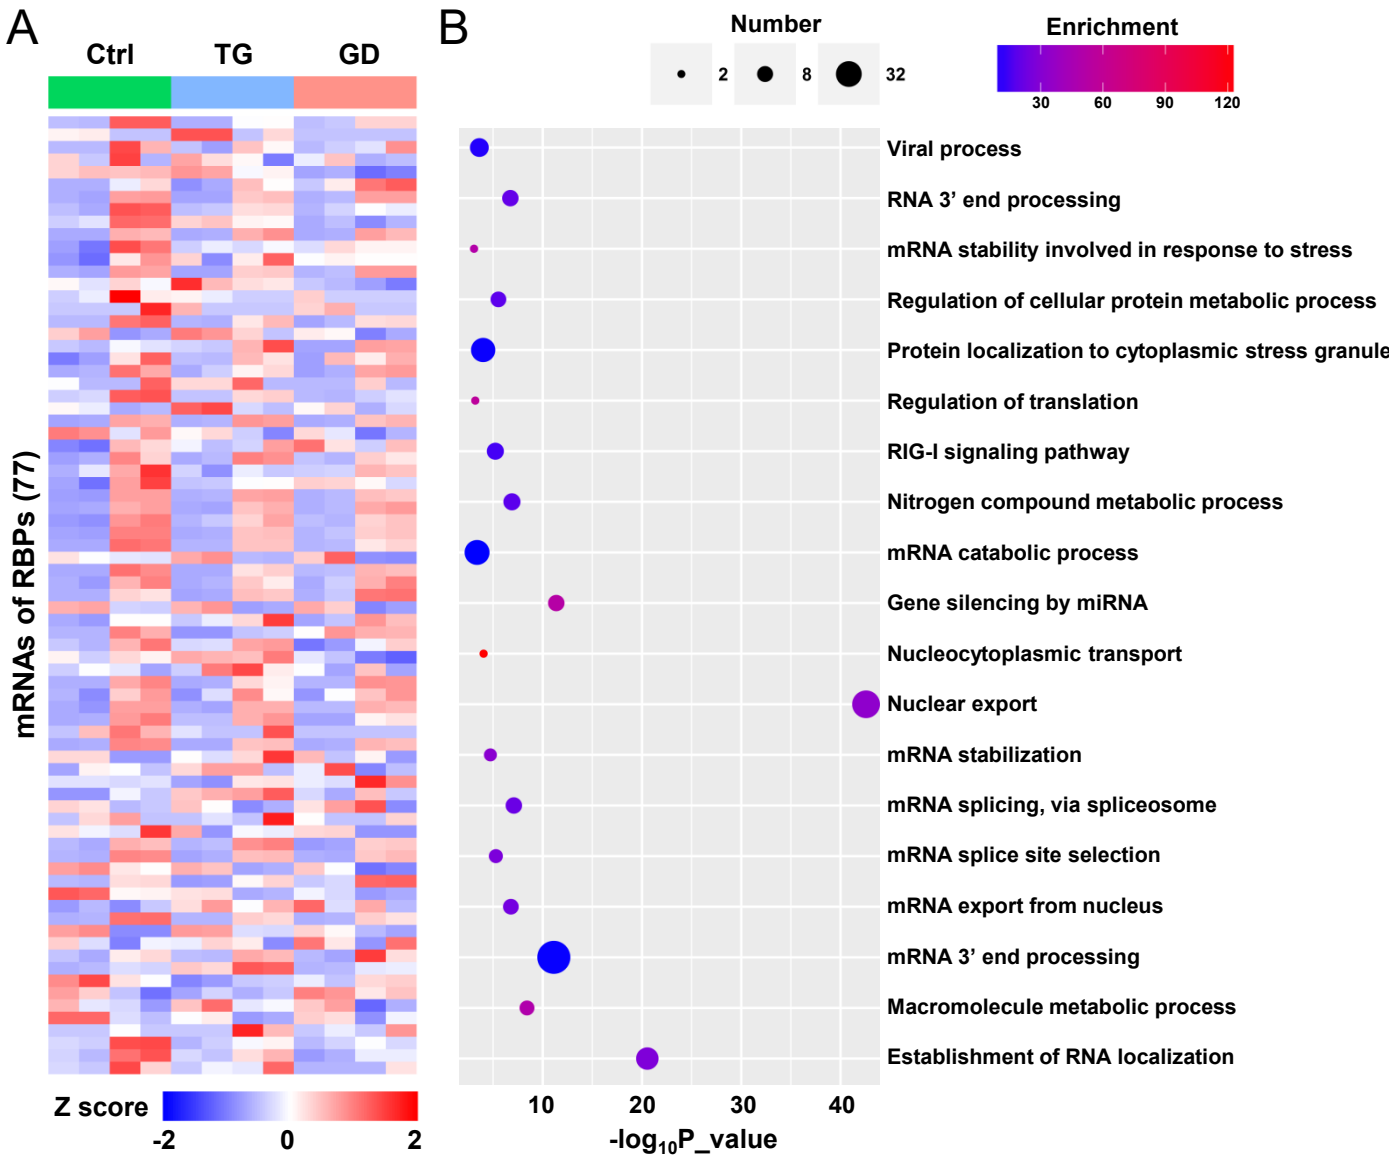 A
Ctrl
TG
GD
mRNAs of RBPs (77)
Z score
-2
0
2
B
Number
2
8
32
Enrichment
30
60
90
120
Viral process
RNA 3’ end processing
mRNA stability involved in response to stress
Regulation of cellular protein metabolic process
Protein localization to cytoplasmic stress granule
Regulation of translation
RIG-I signaling pathway
Nitrogen compound metabolic process
mRNA catabolic process
Gene silencing by miRNA
Nucleocytoplasmic transport
Nuclear export
mRNA stabilization
mRNA splicing, via spliceosome
mRNA splice site selection
mRNA export from nucleus
mRNA 3’ end processing
Macromolecule metabolic process
Establishment of RNA localization
10
20
30
40
-log₁₀P_value